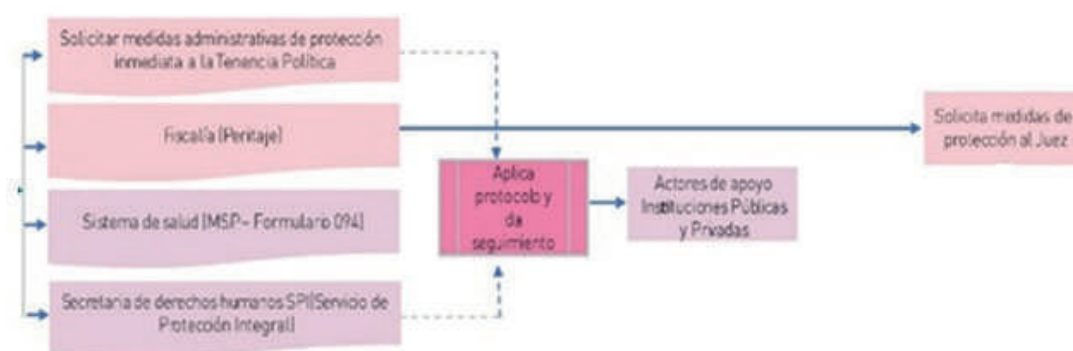 Solicitar medidas administrativas de protección
inmediata a la Tenencia Política
Fiscalía (Peritaje)
Sistema de salud (MSP- Formulario 094)
Secretaria de derechos humanos SPI(Servicio de
Protección Integral)
Aplica
protocolo y
da
seguimiento
Actores de apoyo
Instituciones Públicas
y Privadas
Solicita medidas de
protección al Juez